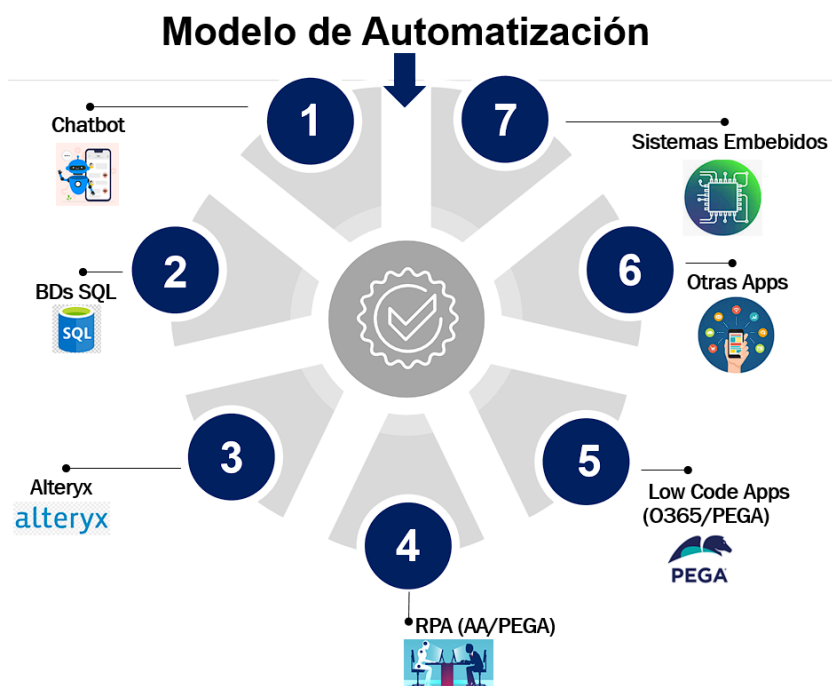 Modelo de Automatización
1
Chatbot
2
BDs SQL
SQL
3
Alteryx
alteryx
4
RPA (AA/PEGA)
5
Low Code Apps
(O365/PEGA)
PEGA
6
Otras Apps
7
Sistemas Embebidos